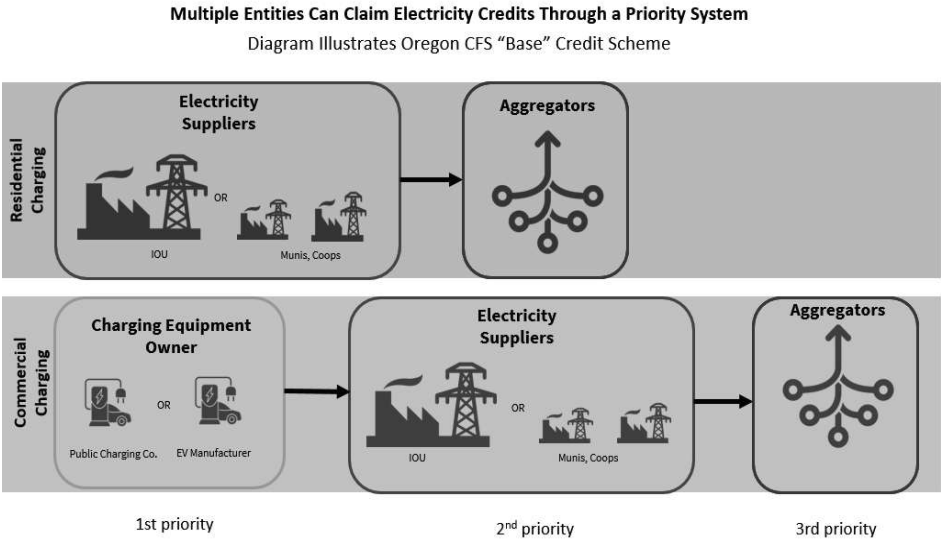 Multiple Entities Can Claim Electricity Credits Through a Priority System
Diagram Illustrates Oregon CFS “Base” Credit Scheme
Residential
Charging
Electricity
Suppliers
OR
IOU
Munis, Coops
Aggregators
Commercial
Charging
Charging Equipment
Owner
OR
Public Charging Co.
EV Manufacturer
Electricity
Suppliers
OR
IOU
Munis, Coops
Aggregators
1st priority
2nd priority
3rd priority